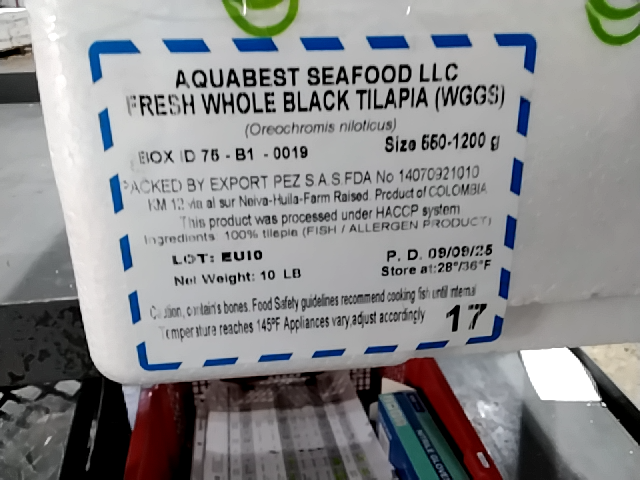 AQUABEST SEAFOOD LLC
FRESH WHOLE BLACK TILAPIA (WGGS)
(Oreochromis niloticus)
BOX ID 75 - B1 - 0019
Size 550-1200 g
PACKED BY EXPORT PEZ S.A.S.FDA No 14070921010
KM 12 via al sur Neiva-Huila-Farm Raised. Product of COLOMBIA
This product was processed under HACCP system
Ingredients: 100% tilapia (FISH / ALLERGEN PRODUCT)
LOT: EU10
P. D. 09/09/25
Net Weight: 10 LB
Store at:28°/36°F
Caution, contains bones. Food Safety guidelines recommend cooking fish until internal
Temperature reaches 145°F Appliances vary,adjust accordingly
17